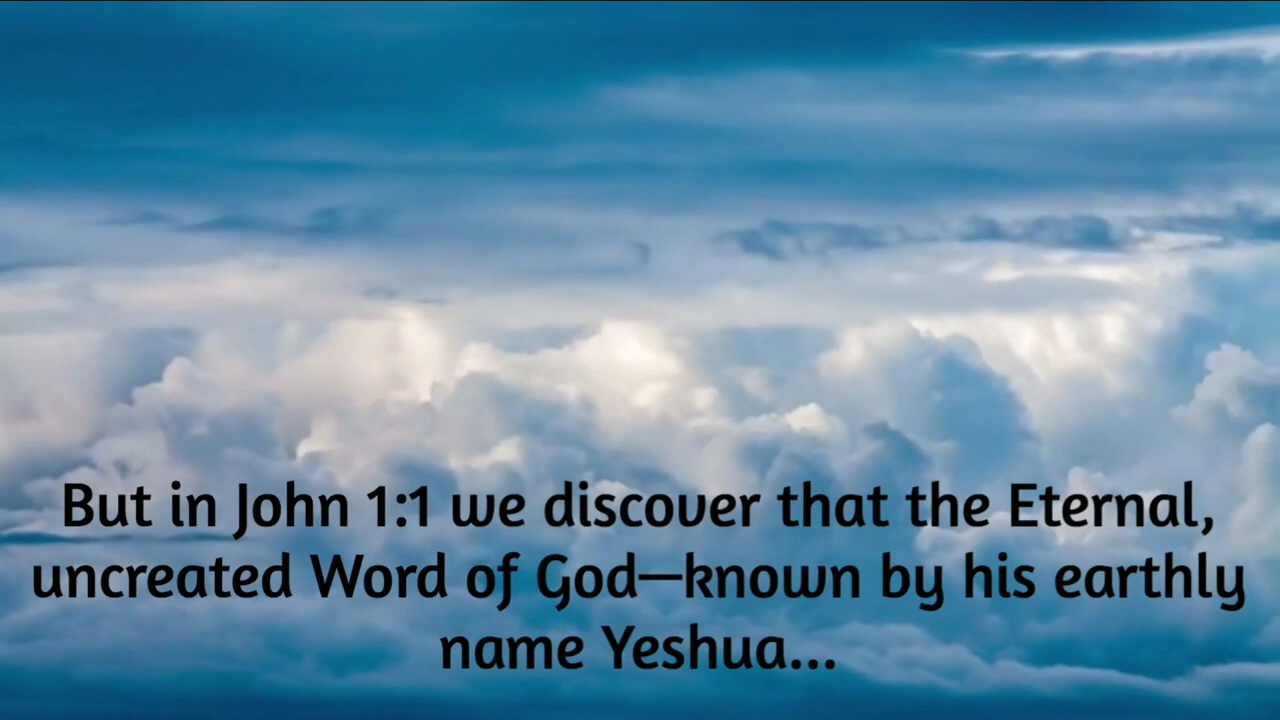 But in John 1:1 we discover that the Eternal,
uncreated Word of God—known by his earthly
name Yeshua...